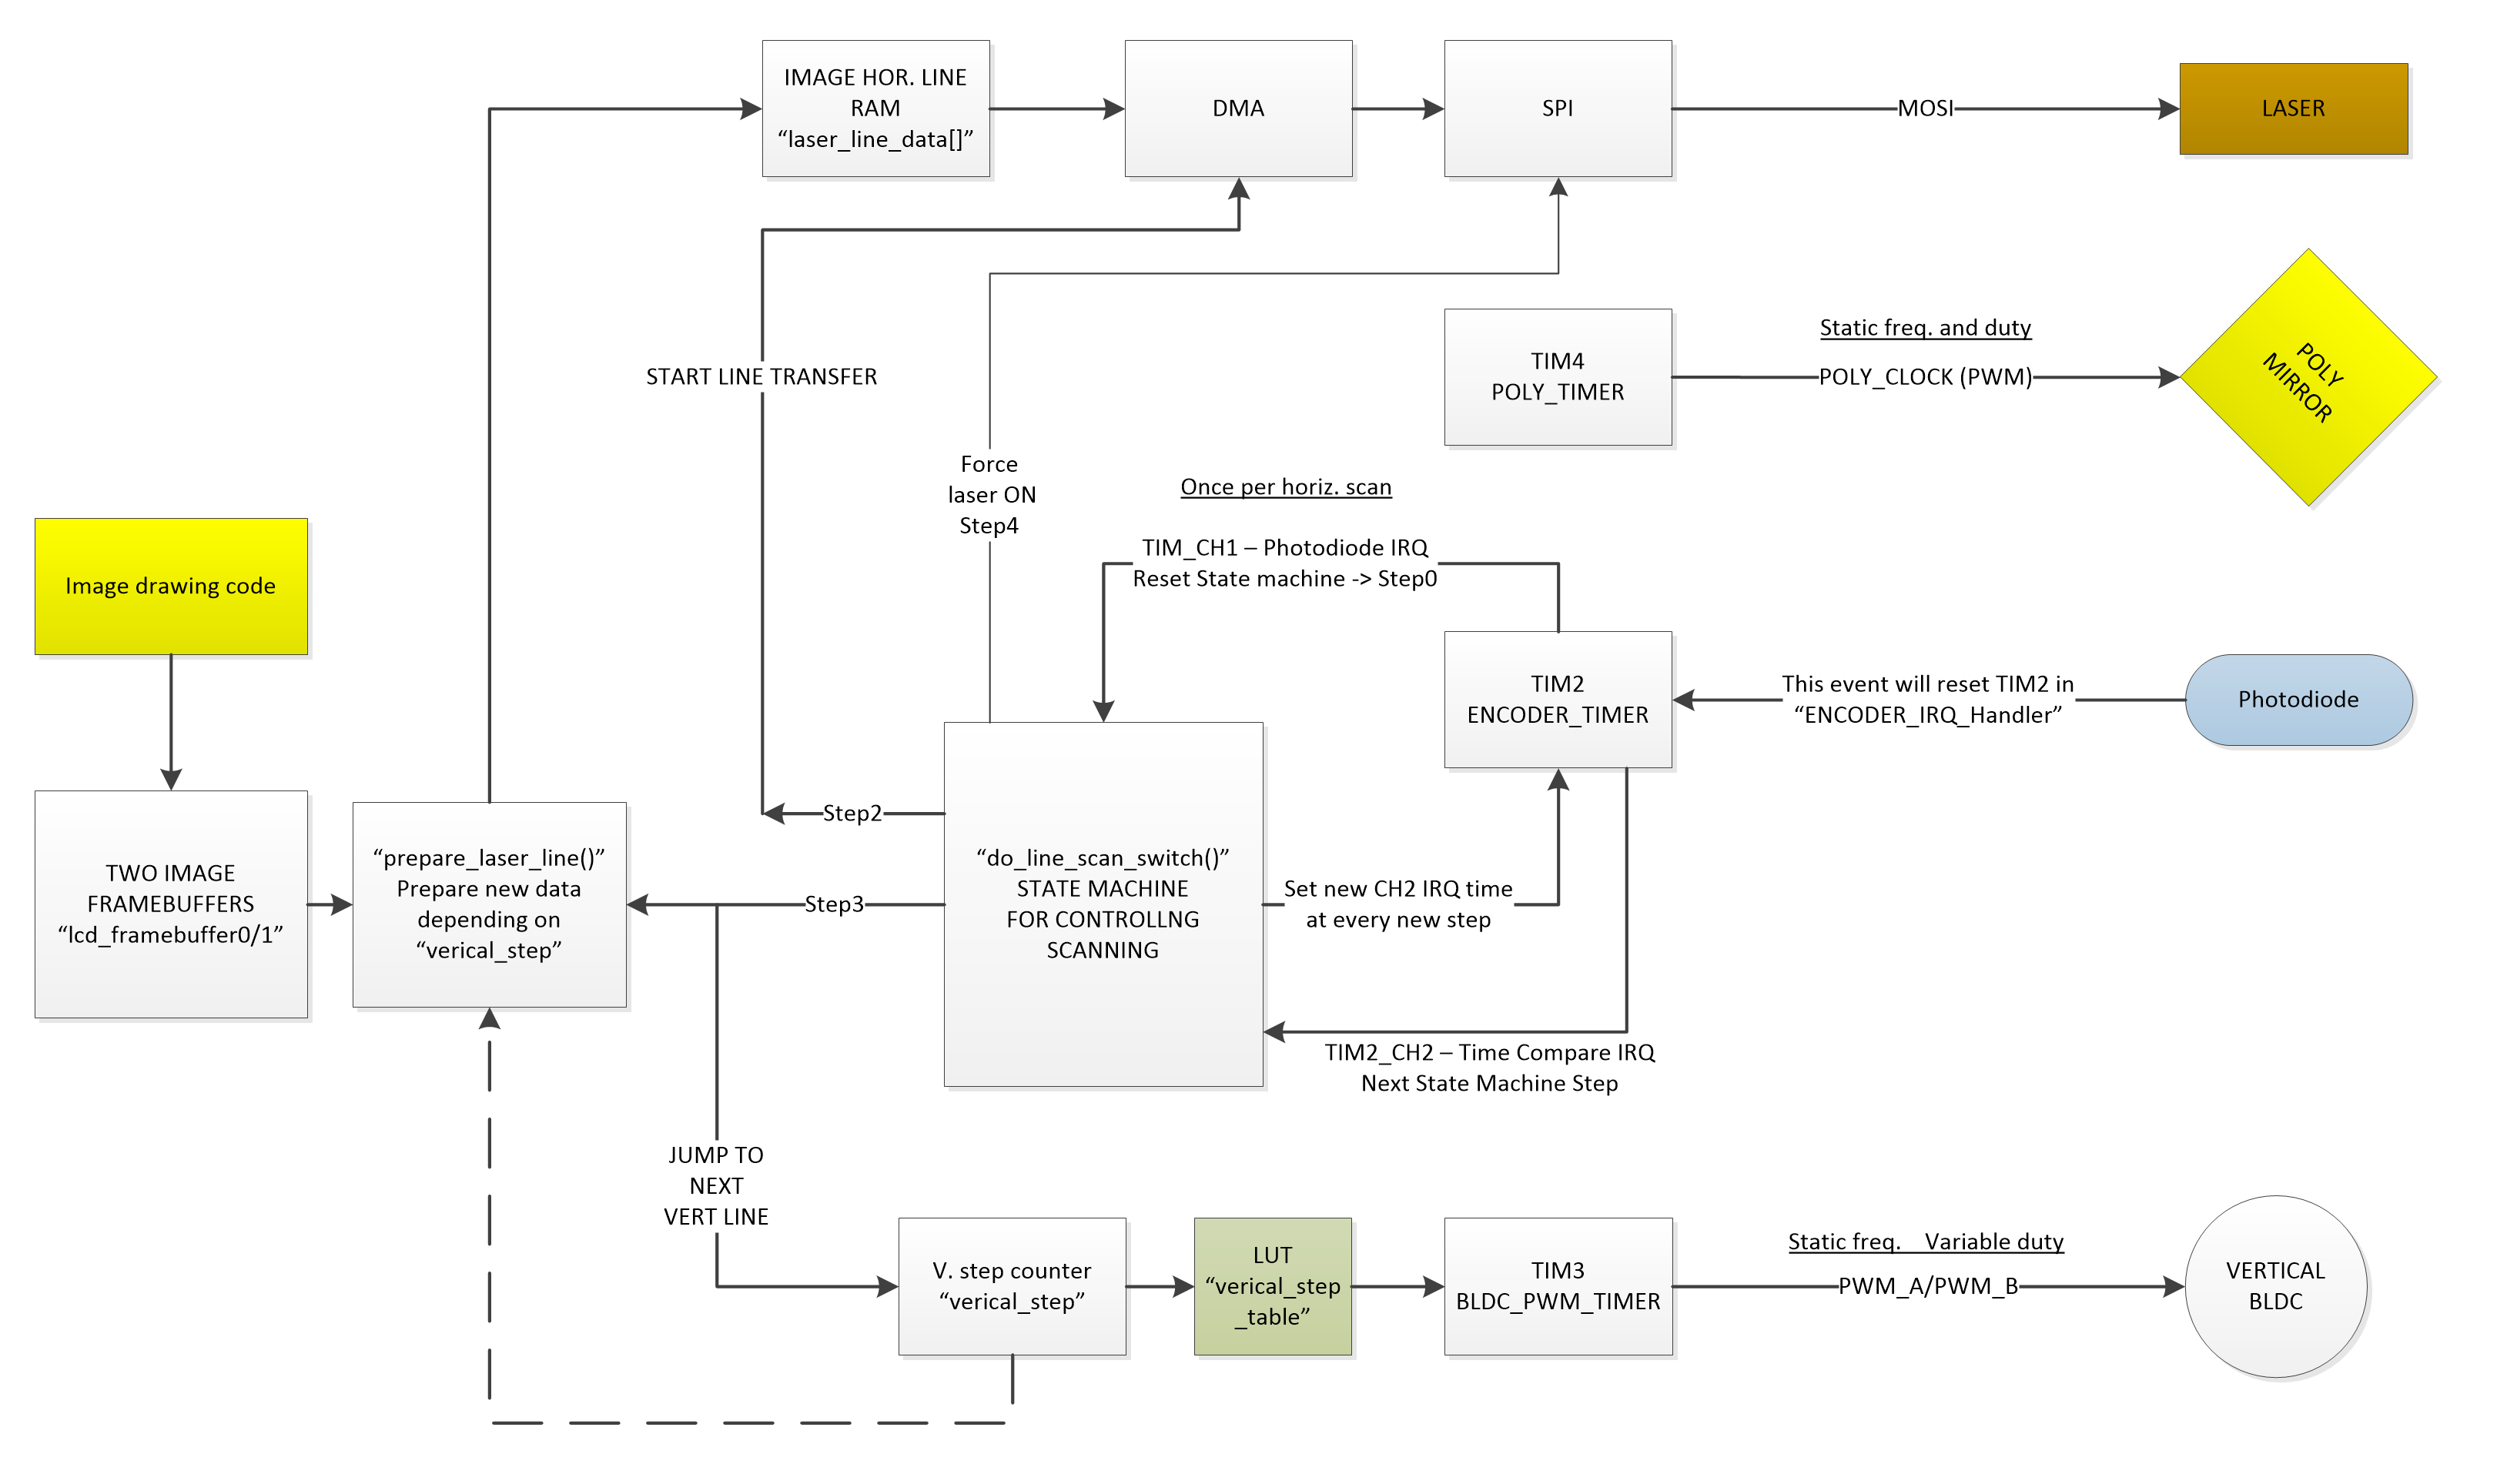 IMAGE HOR. LINE
RAM
“laser_line_data[]”
DMA
SPI
MOSI
LASER
START LINE TRANSFER
Static freq. and duty
TIM4
POLY_TIMER
POLY_CLOCK (PWM)
POLY
MIRROR
Force
laser ON
Step4
Once per horiz. scan
TIM_CH1 – Photodiode IRQ
Reset State machine -> Step0
Image drawing code
TIM2
ENCODER_TIMER
This event will reset TIM2 in
“ENCODER_IRQ_Handler”
Photodiode
Step2
TWO IMAGE
FRAMEBUFFERS
“lcd_framebuffer0/1”
“prepare_laser_line()”
Prepare new data
depending on
“verical_step”
Step3
“do_line_scan_switch()”
STATE MACHINE
FOR CONTROLLNG
SCANNING
Set new CH2 IRQ time
at every new step
TIM2_CH2 – Time Compare IRQ
Next State Machine Step
JUMP TO
NEXT
VERT LINE
V. step counter
“verical_step”
LUT
“verical_step
_table”
TIM3
BLDC_PWM_TIMER
Static freq.    Variable duty
PWM_A/PWM_B
VERTICAL
BLDC